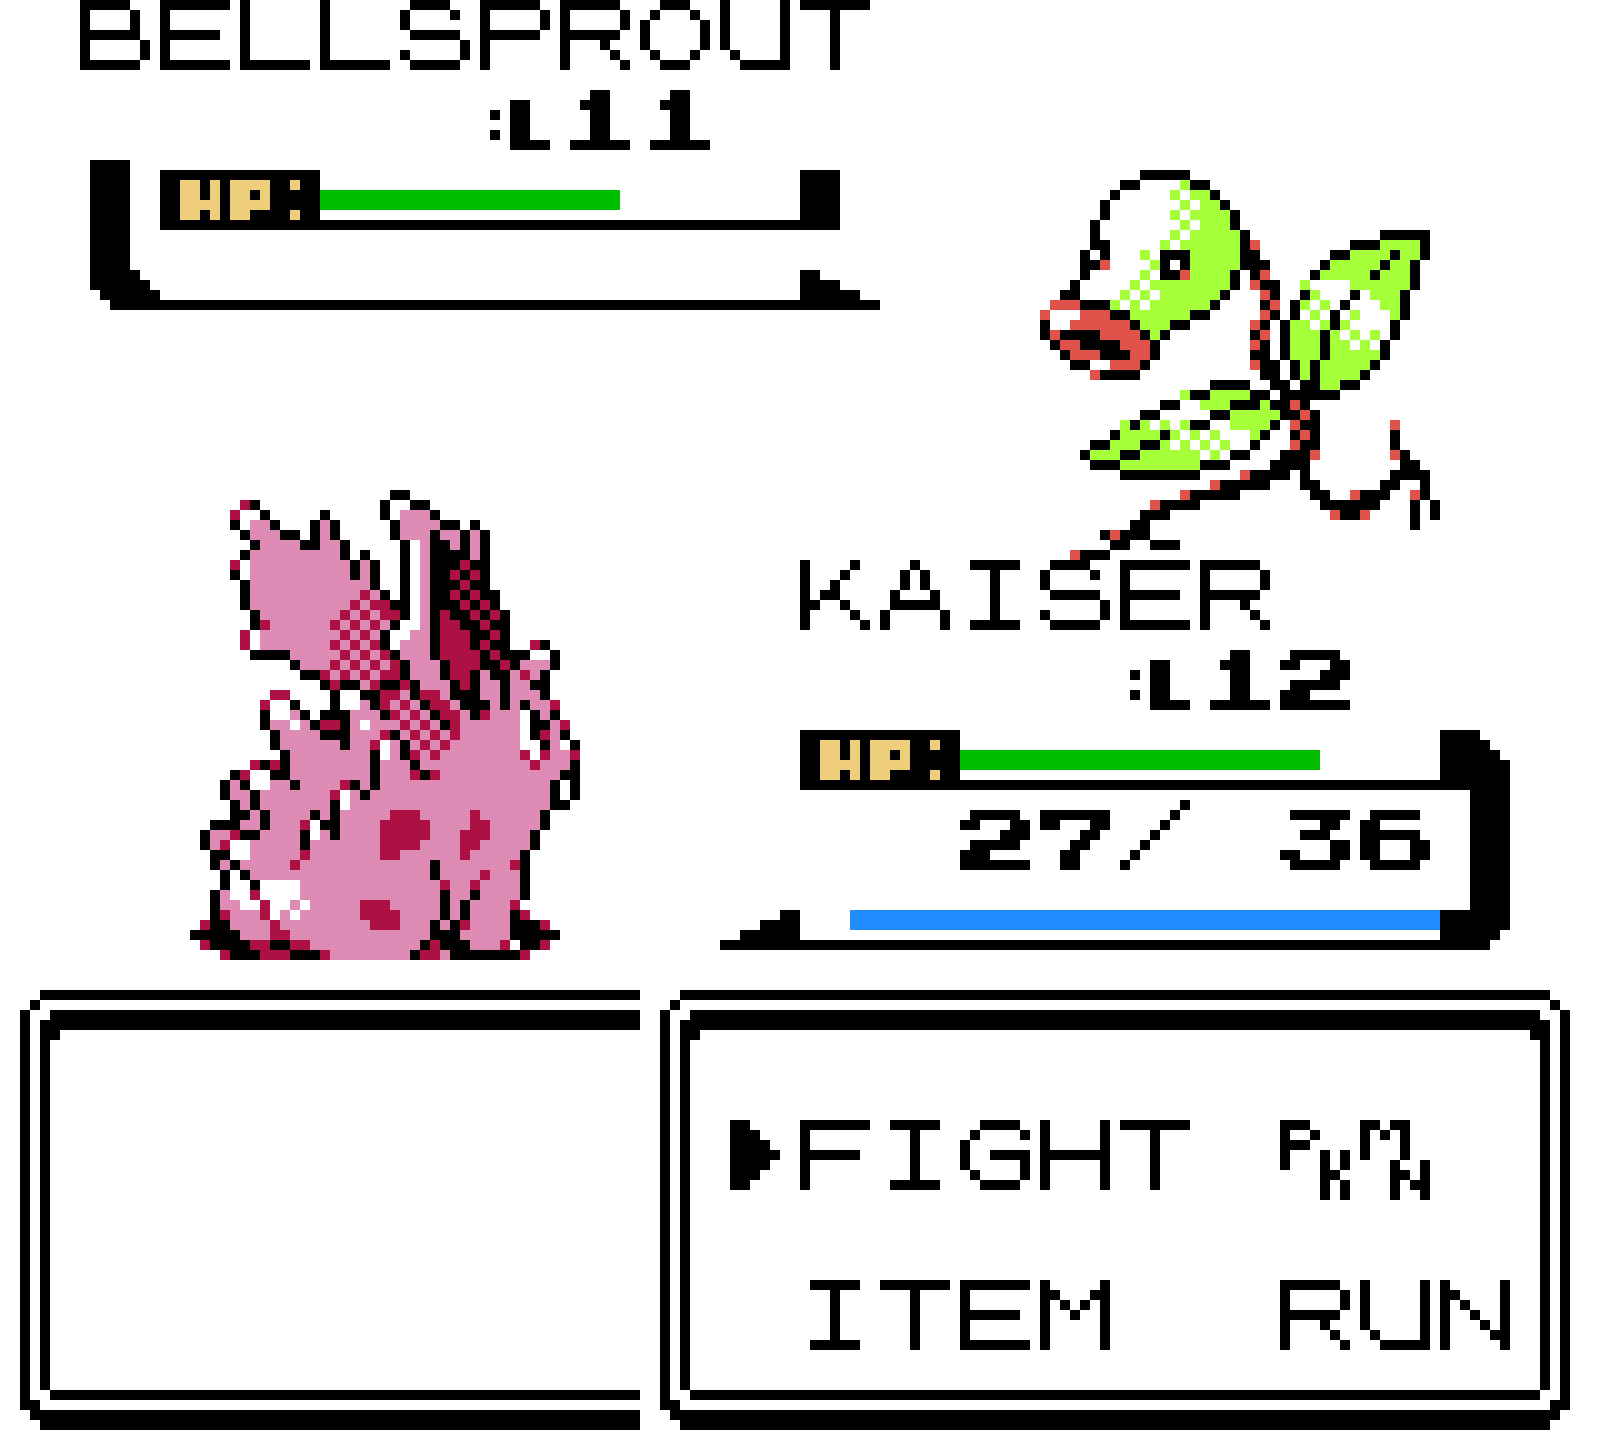 BELLSPROUT
:L11
HP:
KAISER
:L12
HP:
27/ 36
FIGHT PKMN
ITEM RUN